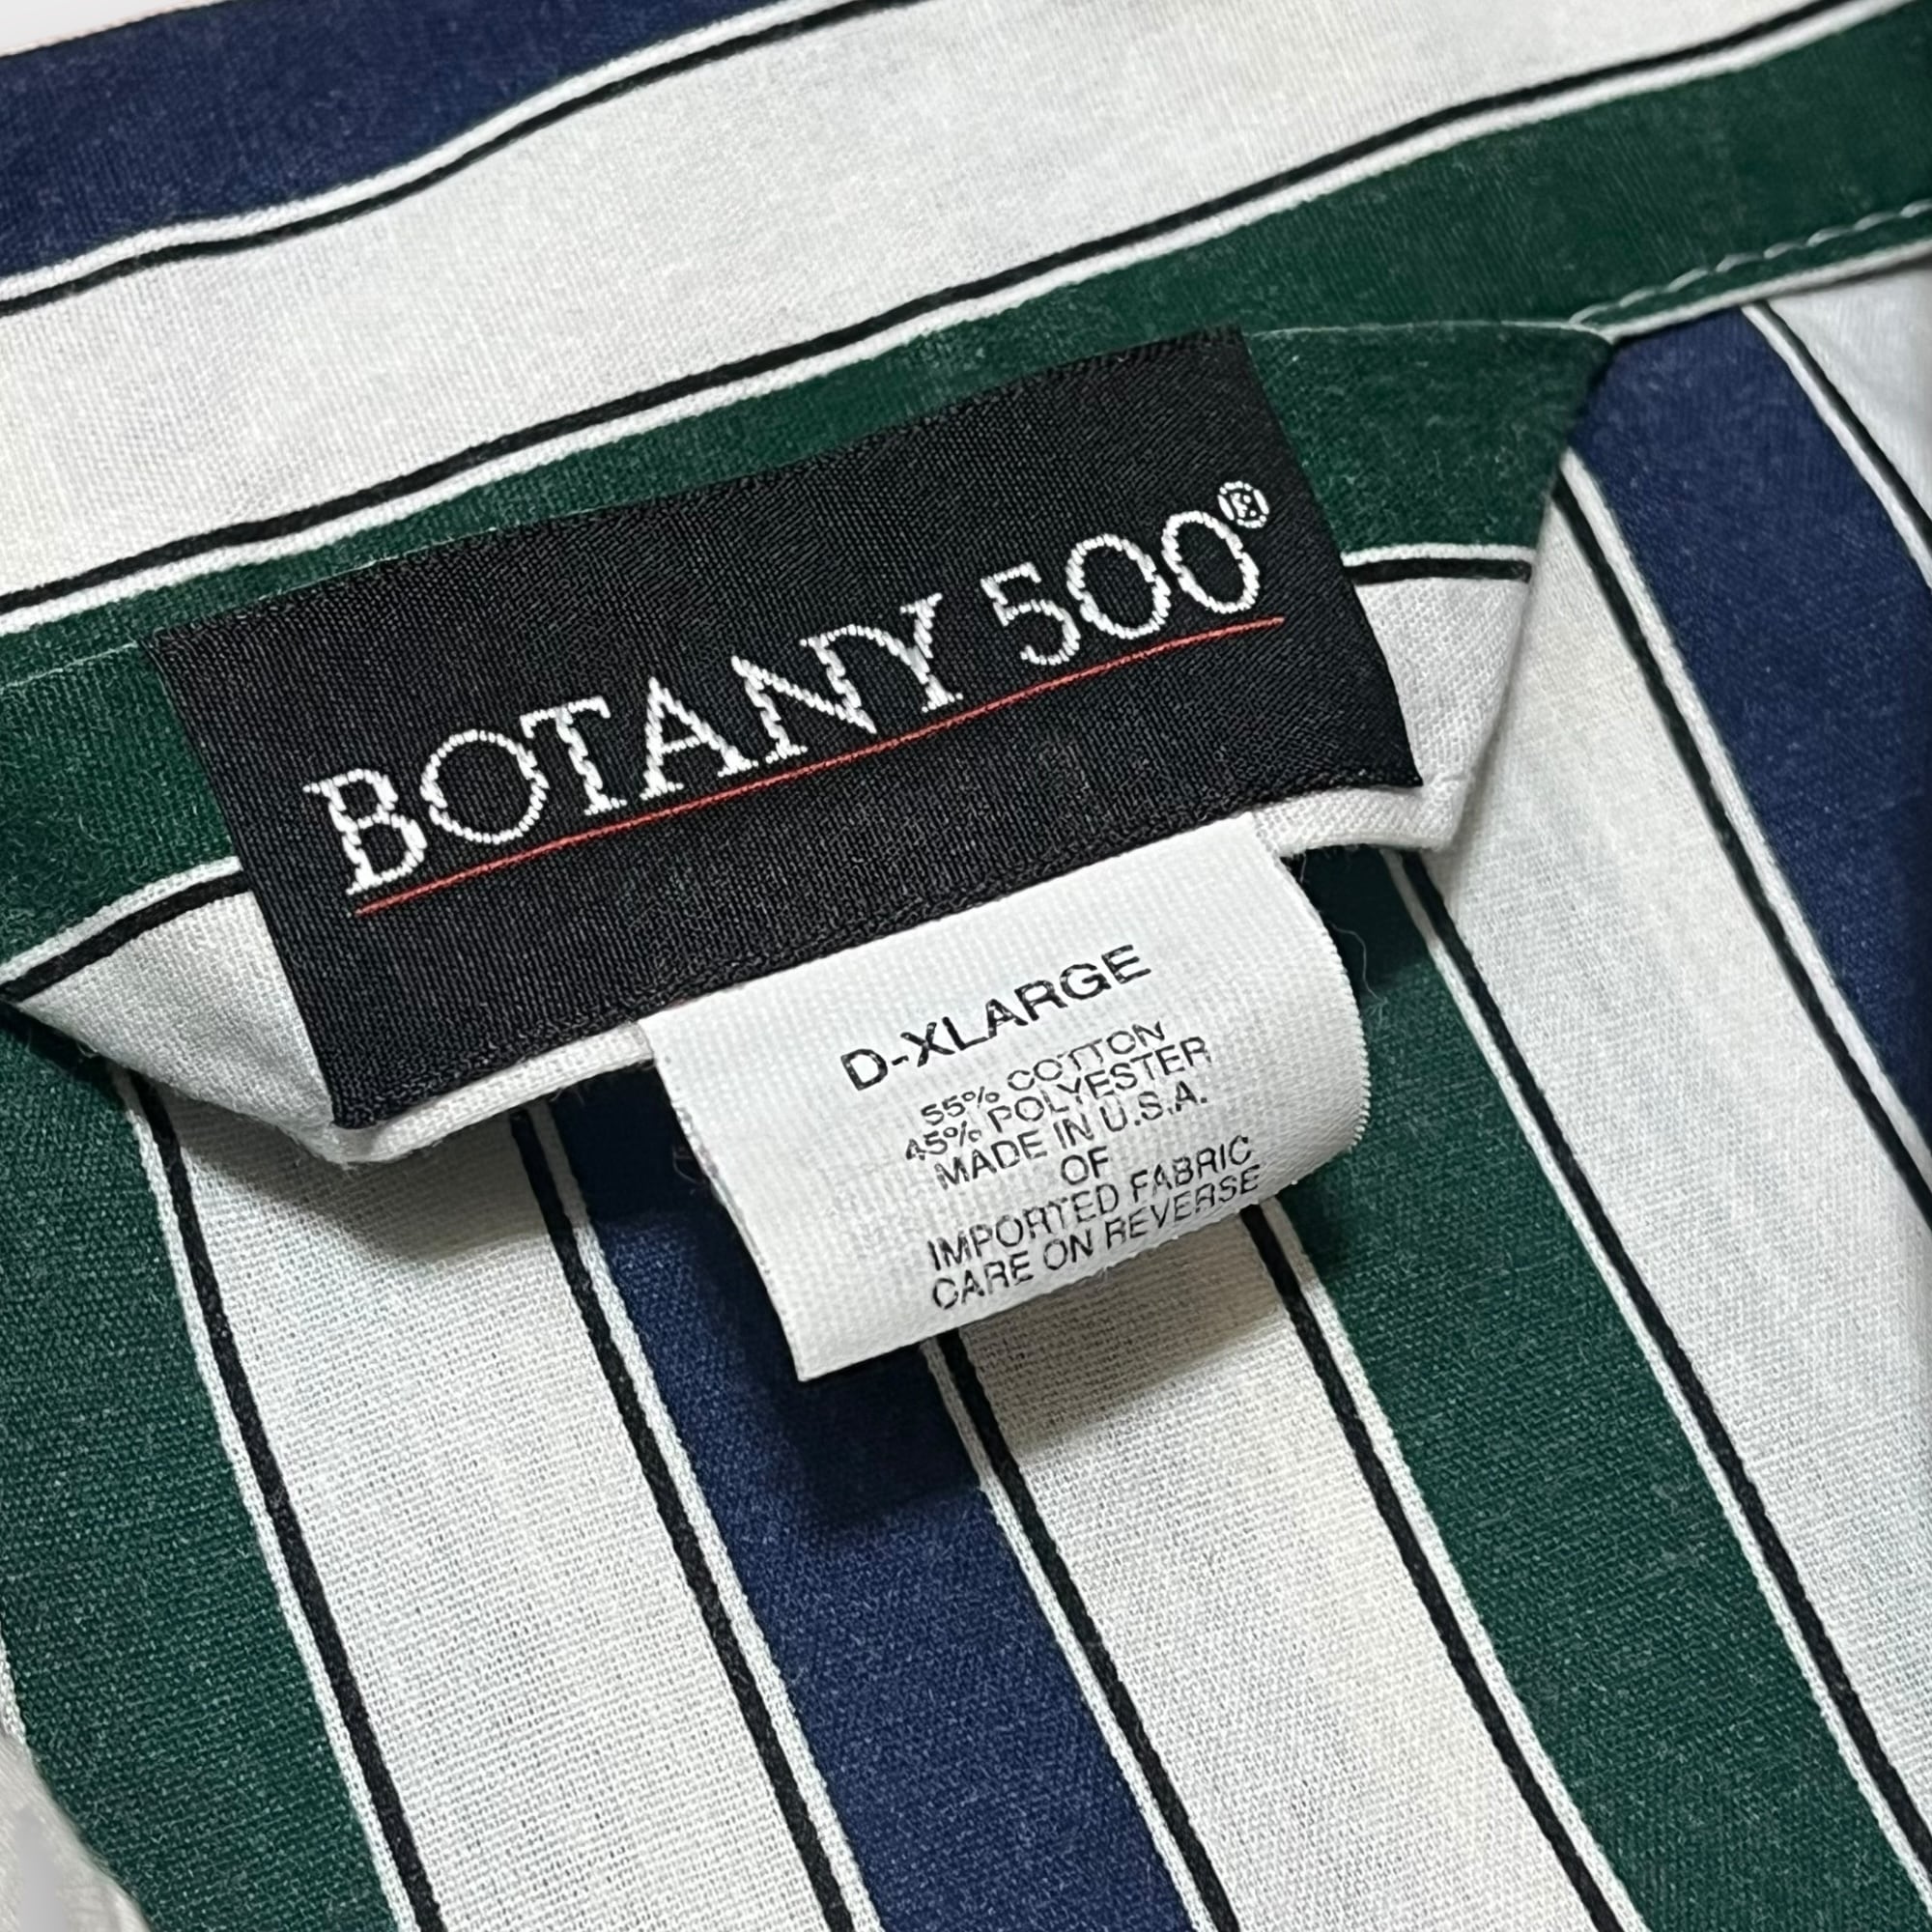 BOTANY 500®
D-XLARGE
55% COTTON
45% POLYESTER
MADE IN U.S.A.
OF
IMPORTED FABRIC
CARE ON REVERSE